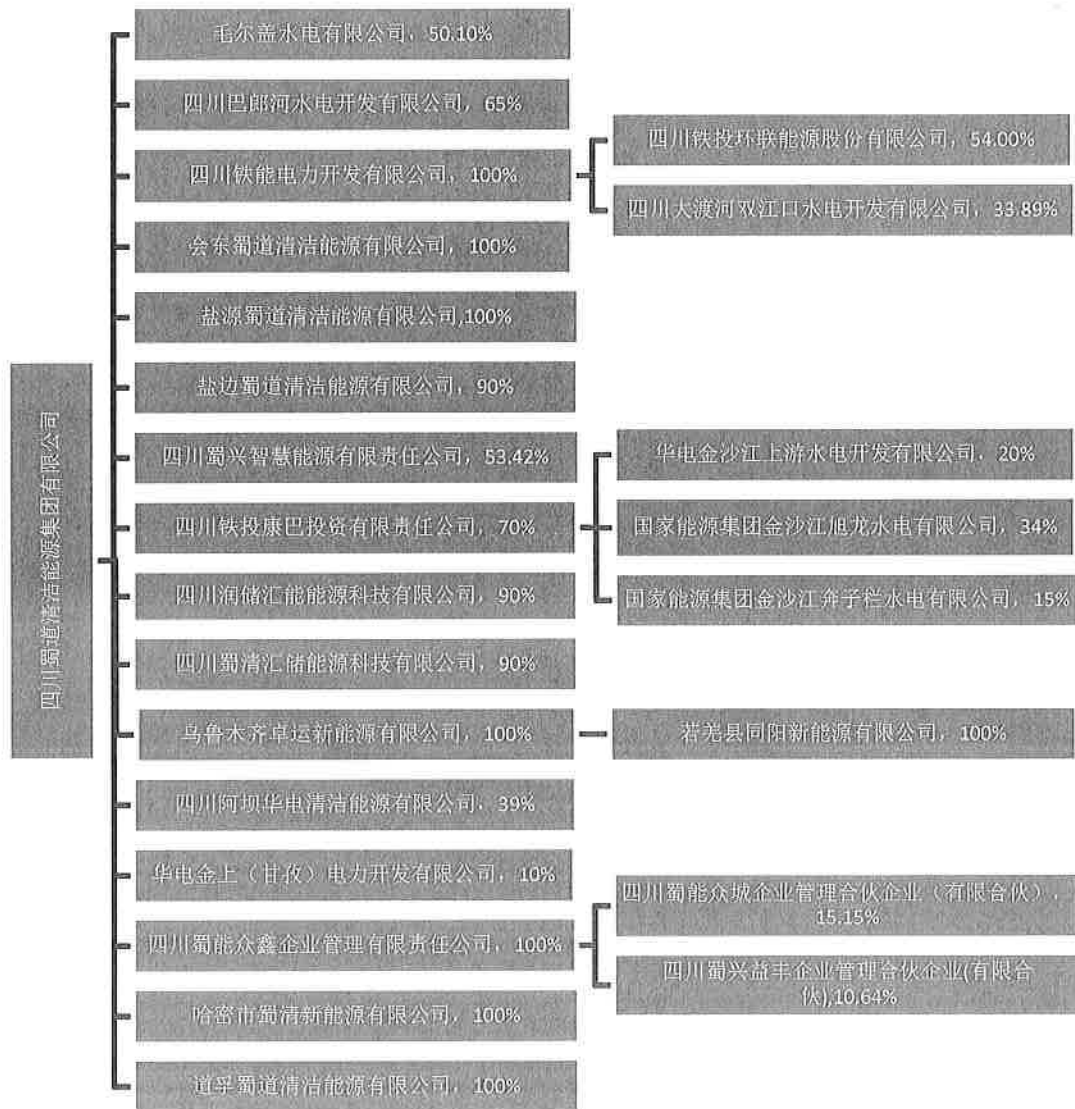 四川蜀道清洁能源集团有限公司
毛尔盖水电有限公司，50.10%
四川巴郎河水电开发有限公司，65%
四川铁能电力开发有限公司，100%
四川铁投环联能源股份有限公司，54.00%
四川大渡河双江口水电开发有限公司，33.89%
会东蜀道清洁能源有限公司，100%
盐源蜀道清洁能源有限公司,100%
盐边蜀道清洁能源有限公司，90%
四川蜀兴智慧能源有限责任公司，53.42%
四川铁投康巴投资有限责任公司，70%
华电金沙江上游水电开发有限公司，20%
国家能源集团金沙江旭龙水电有限公司，34%
国家能源集团金沙江奔子栏水电有限公司，15%
四川润储汇能能源科技有限公司，90%
四川蜀清汇储能源科技有限公司，90%
乌鲁木齐卓运新能源有限公司，100%
若羌县同阳新能源有限公司，100%
四川阿坝华电清洁能源有限公司，39%
华电金上（甘孜）电力开发有限公司，10%
四川蜀能众鑫企业管理有限责任公司，100%
四川蜀能众城企业管理合伙企业（有限合伙），
15.15%
四川蜀兴益丰企业管理合伙企业(有限合
伙),10.64%
哈密市蜀清新能源有限公司，100%
道孚蜀道清洁能源有限公司，100%